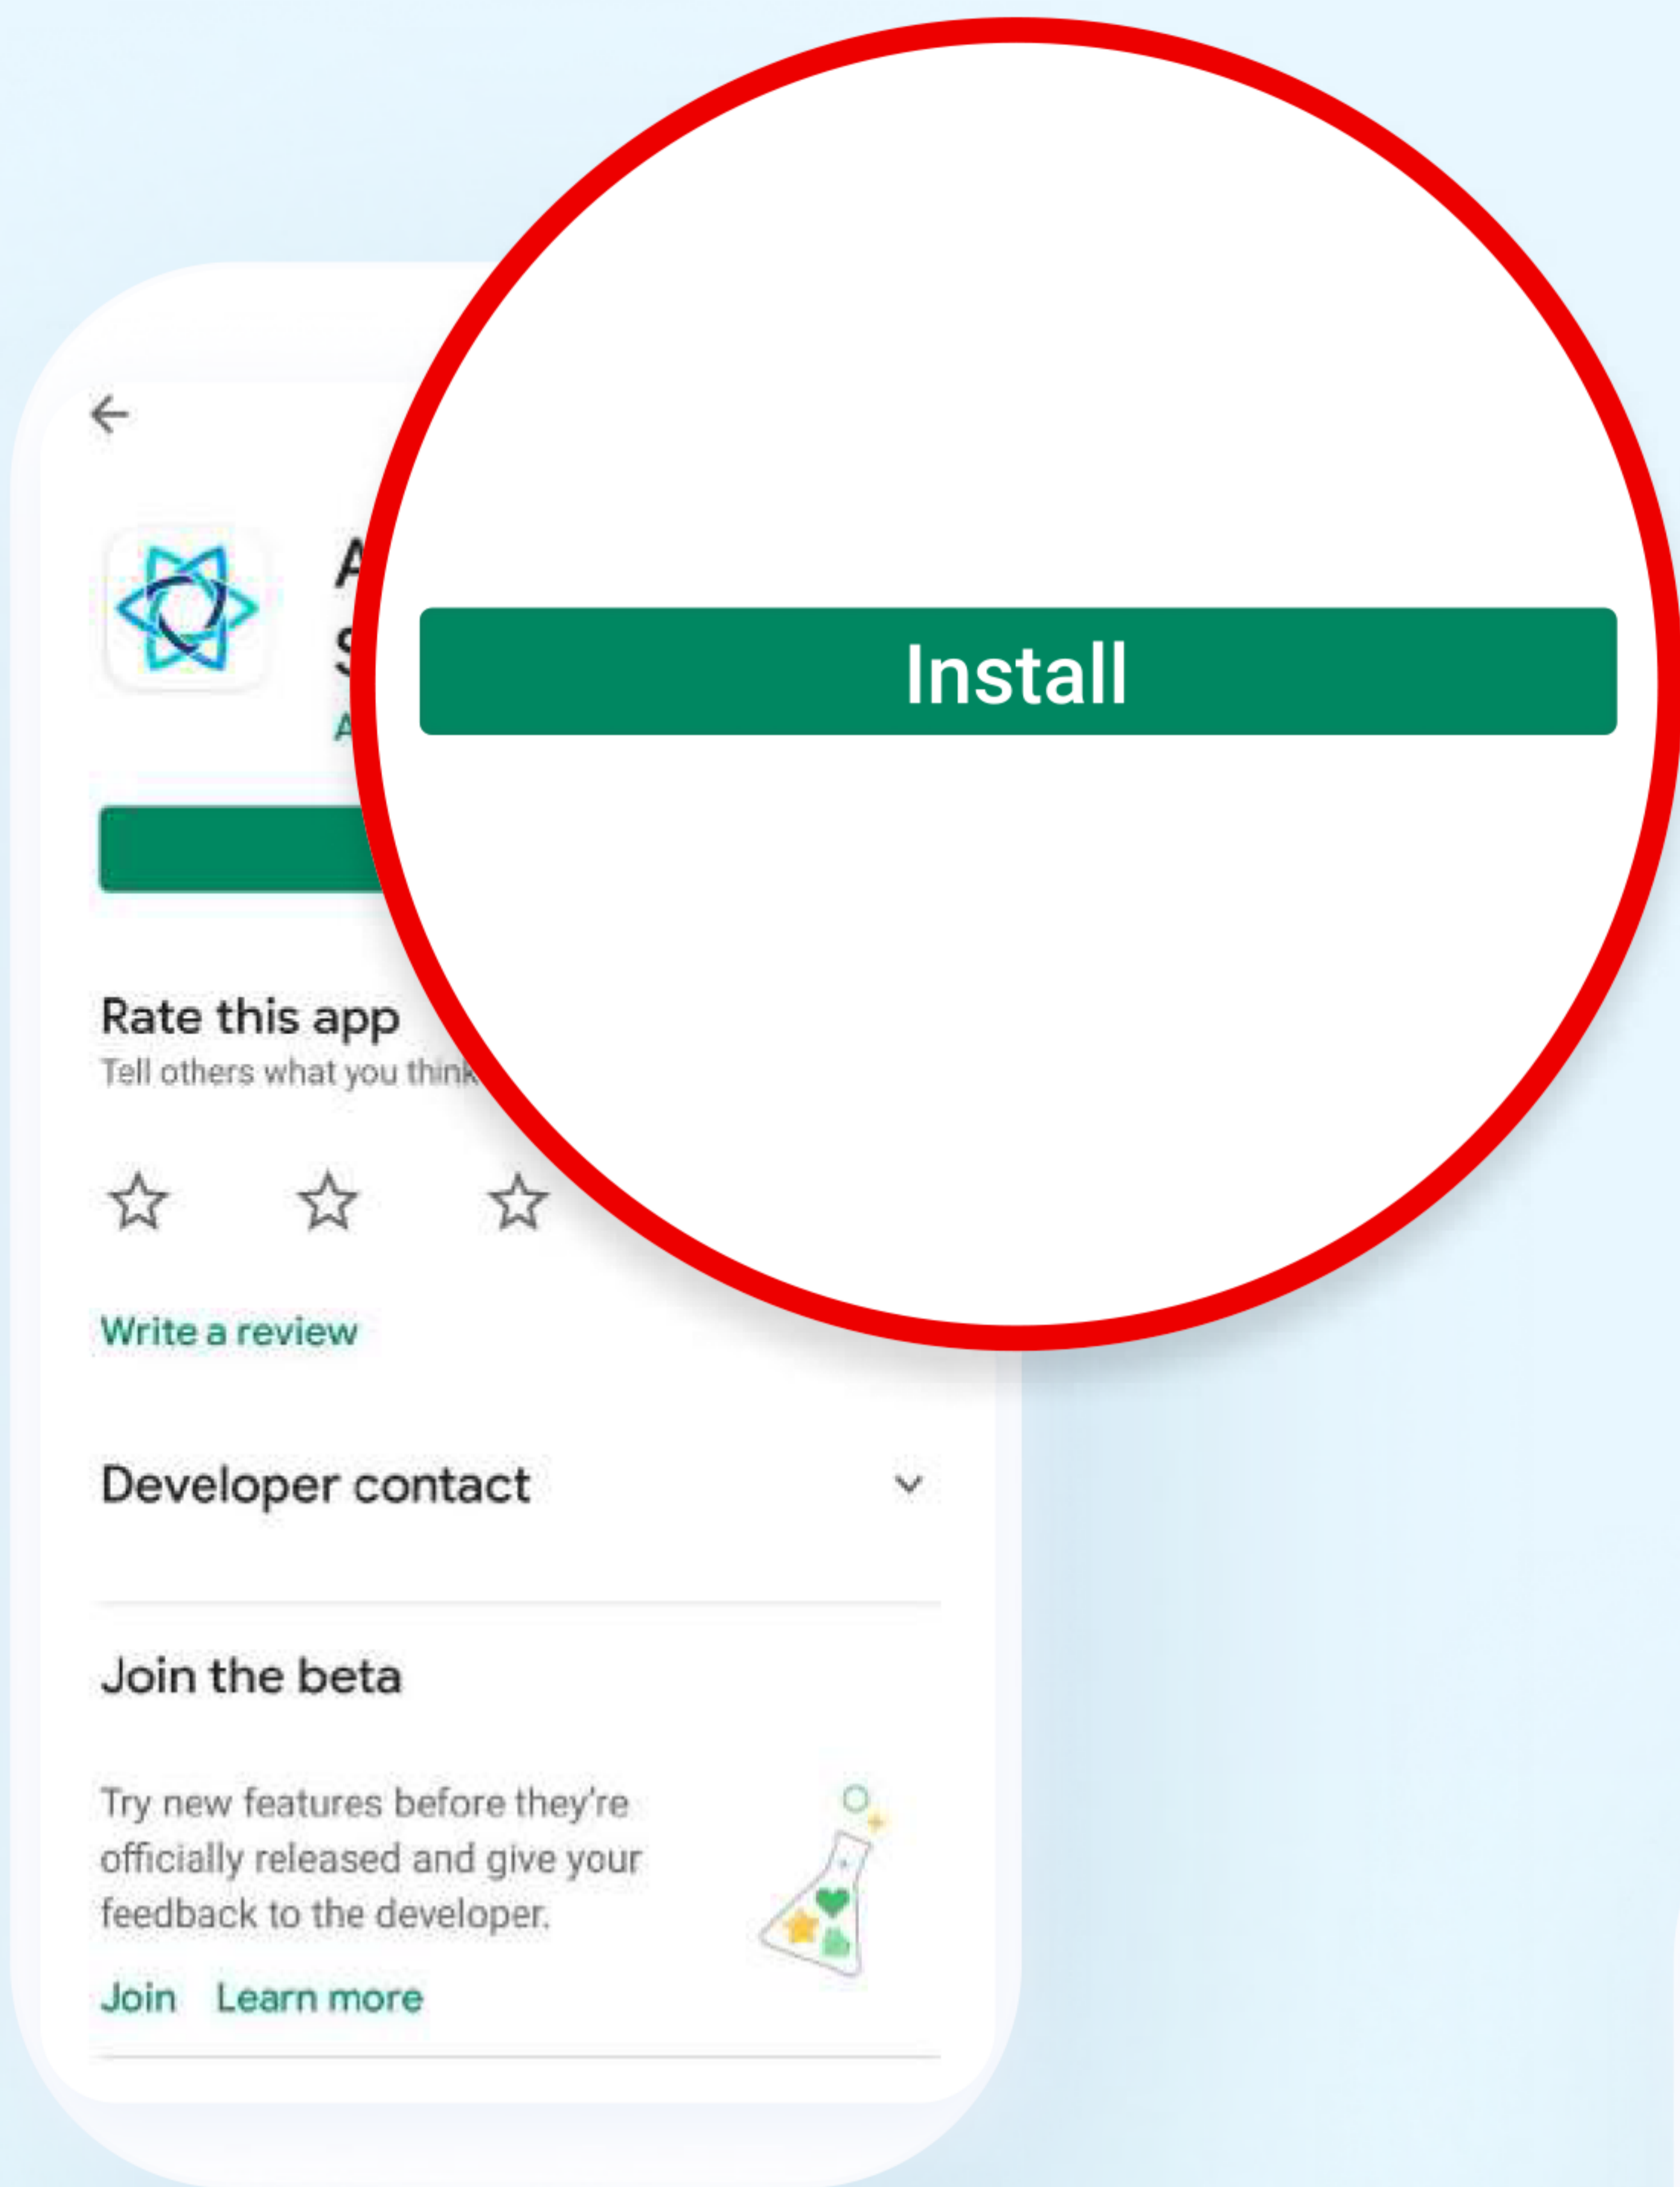 Install
Rate this app
Tell others what you think
Write a review
Developer contact
Join the beta
Try new features before they're
officially released and give your
feedback to the developer.
Join Learn more